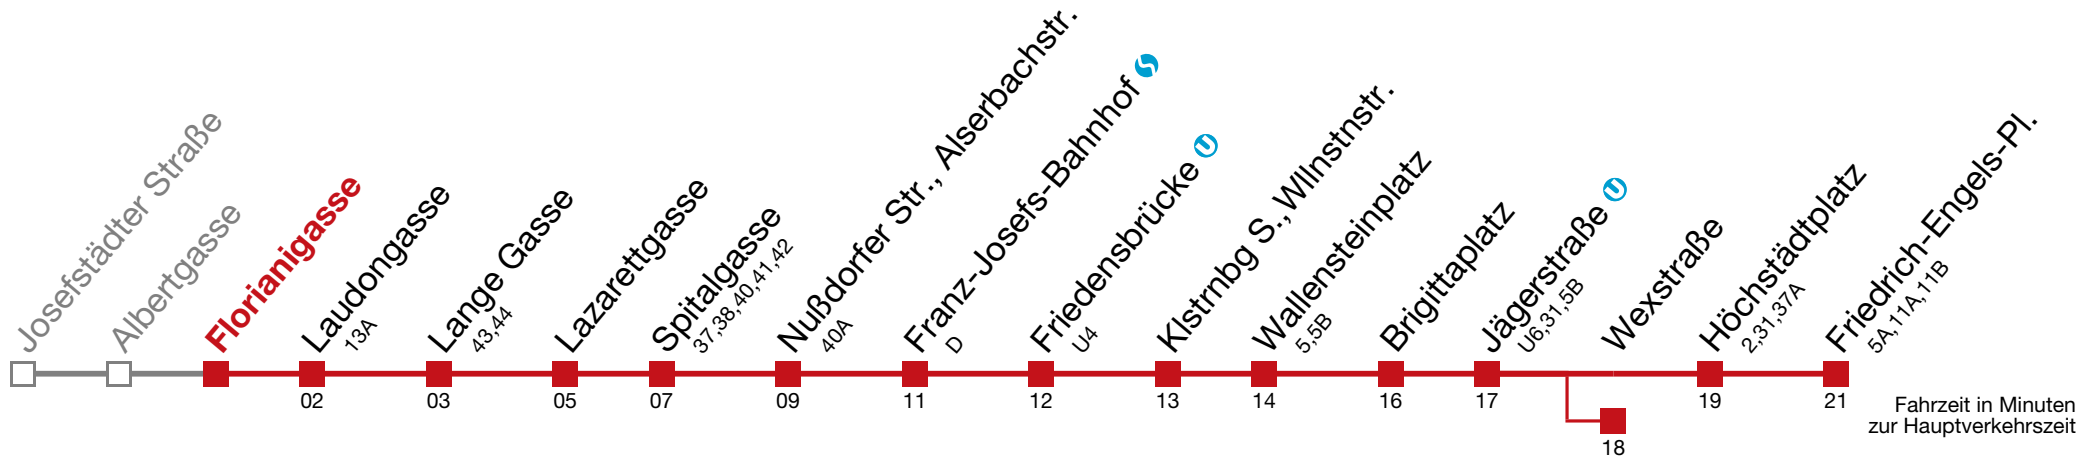 Josefstädter Straße
Albertgasse
Florianigasse
Laudongasse
13A
Lange Gasse
43,44
Lazarettgasse
Spitalgasse
37,38,40,41,42
Nußdorfer Str., Alserbachstr.
40A
Franz-Josefs-Bahnhof S
D
Friedensbrücke U
U4
Klstrnbg S., Wllnstnstr.
Wallensteinplatz
5,5B
Brigittaplatz
Jägerstraße U
U6,31,5B
Wexstraße
Höchstädtplatz
2,31,37A
Friedrich-Engels-Pl.
5A,11A,11B
02 03 05 07 09 11 12 13 14 16 17 19 21
18
Fahrzeit in Minuten
zur Hauptverkehrszeit